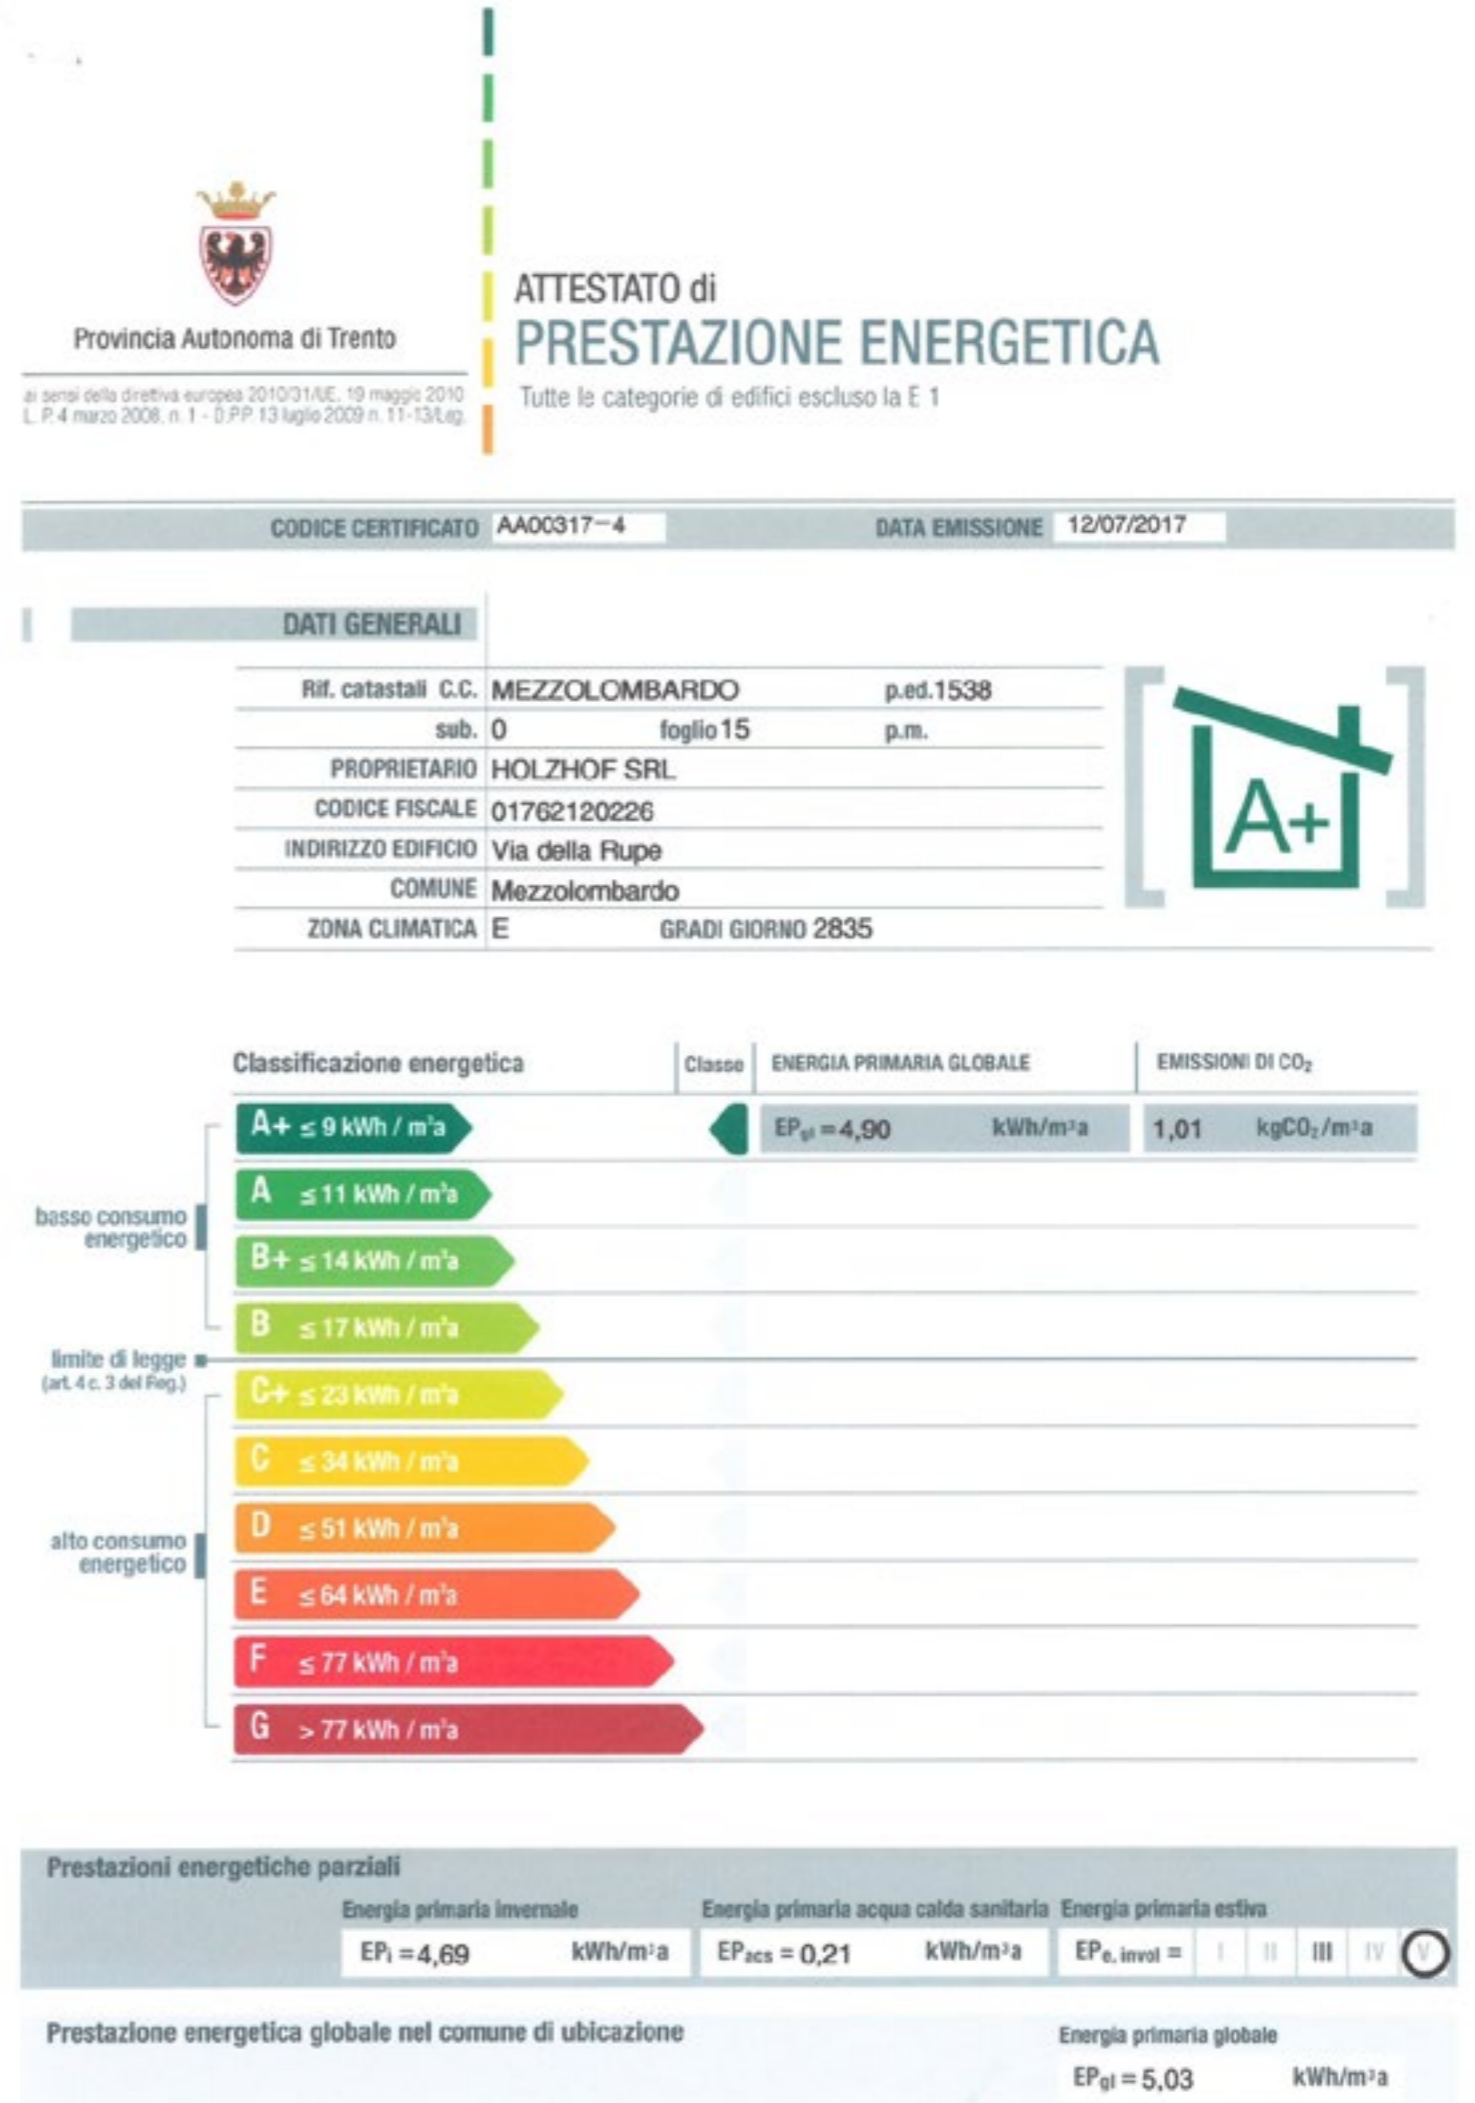 Provincia Autonoma di Trento
ai sensi della direttiva europea 2010/31/UE, 19 maggio 2010
L. P. 4 marzo 2008, n. 1 - D.P.P. 13 luglio 2009 n. 11-13/Leg.
ATTESTATO di
PRESTAZIONE ENERGETICA
Tutte le categorie di edifici escluso la E 1
CODICE CERTIFICATO AA00317-4 DATA EMISSIONE 12/07/2017
DATI GENERALI
Rif. catastali C.C. MEZZOLOMBARDO p.ed.1538
sub. 0 foglio 15 p.m.
PROPRIETARIO HOLZHOF SRL
CODICE FISCALE 01762120226
INDIRIZZO EDIFICIO Via della Rupe
COMUNE Mezzolombardo
ZONA CLIMATICA E GRADI GIORNO 2835
A+
Classificazione energetica Classe ENERGIA PRIMARIA GLOBALE EMISSIONI DI CO₂
A+ ≤ 9 kWh / m³a EPgl = 4,90 kWh/m³a 1,01 kgCO₂/m³a
A ≤ 11 kWh / m³a
basso consumo
energetico
B+ ≤ 14 kWh / m³a
B ≤ 17 kWh / m³a
limite di legge
(art. 4 c. 3 del Reg.)
C+ ≤ 23 kWh / m³a
C ≤ 34 kWh / m³a
D ≤ 51 kWh / m³a
alto consumo
energetico
E ≤ 64 kWh / m³a
F ≤ 77 kWh / m³a
G > 77 kWh / m³a
Prestazioni energetiche parziali
Energia primaria invernale Energia primaria acqua calda sanitaria Energia primaria estiva
EPi = 4,69 kWh/m³a EPacs = 0,21 kWh/m³a EPe, invol = I II III IV V
Prestazione energetica globale nel comune di ubicazione Energia primaria globale
EPgl = 5,03 kWh/m³a